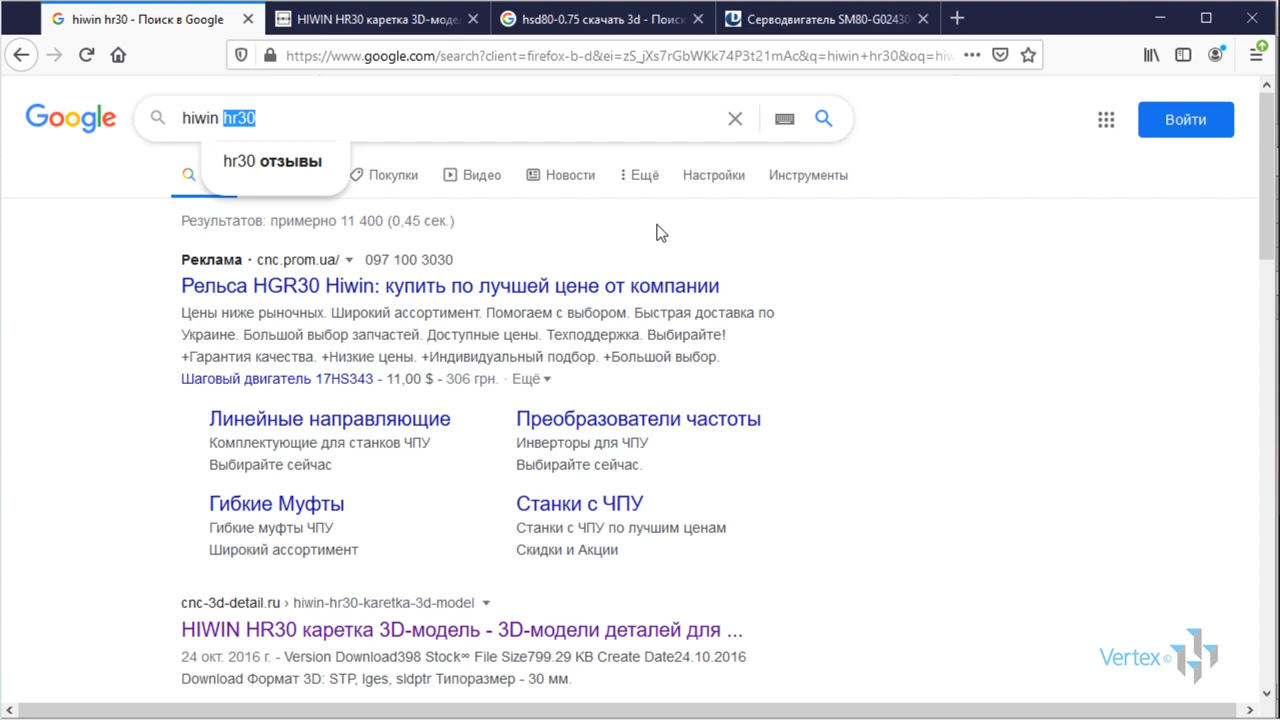 hiwin hr30 - Поиск в Google
HIWIN HR30 каретка 3D-моде
hsd80-0.75 скачать 3d - Поис
Серводвигатель SM80-G02430
https://www.google.com/search?client=firefox-b-d&ei=zS_jXs7rGbWKk74P3t21mAc&q=hiwin+hr30&oq=hiw
Google
hiwin hr30
Войти
hr30 отзывы
Покупки
Видео
Новости
Ещё
Настройки
Инструменты
Результатов: примерно 11 400 (0,45 сек.)
Реклама · cnc.prom.ua/ 097 100 3030
Рельса HGR30 Hiwin: купить по лучшей цене от компании
Цены ниже рыночных. Широкий ассортимент. Помогаем с выбором. Быстрая доставка по
Украине. Большой выбор запчастей. Доступные цены. Техподдержка. Выбирайте!
+Гарантия качества. +Низкие цены. +Индивидуальный подбор. +Большой выбор.
Шаговый двигатель 17HS343 - 11,00 $ - 306 грн. · Ещё
Линейные направляющие
Комплектующие для станков ЧПУ
Выбирайте сейчас
Преобразователи частоты
Инверторы для ЧПУ
Выбирайте сейчас.
Гибкие Муфты
Гибкие муфты ЧПУ
Широкий ассортимент
Станки с ЧПУ
Станки с ЧПУ по лучшим ценам
Скидки и Акции
cnc-3d-detail.ru › hiwin-hr30-karetka-3d-model
HIWIN HR30 каретка 3D-модель - 3D-модели деталей для ...
24 окт. 2016 г. - Version Download398 Stock∞ File Size799.29 KB Create Date24.10.2016
Download Формат 3D: STP, Iges, sldptr Типоразмер - 30 мм.
Vertex©